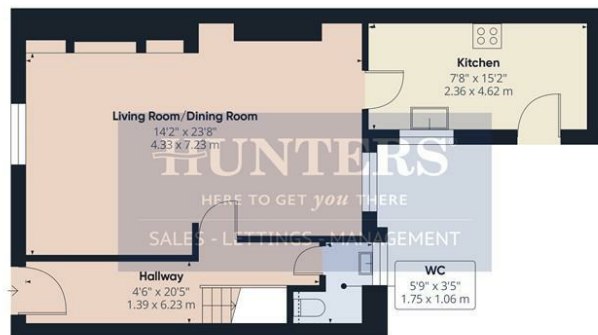 Kitchen
7'8" x 15'2"
2.36 x 4.62 m
Living Room/Dining Room
14'2" x 23'8"
4.33 x 7.23 m
HUNTERS
HERE TO GET you THERE
SALES - LETTINGS - MANAGEMENT
Hallway
4'6" x 20'5"
1.39 x 6.23 m
WC
5'9" x 3'5"
1.75 x 1.06 m